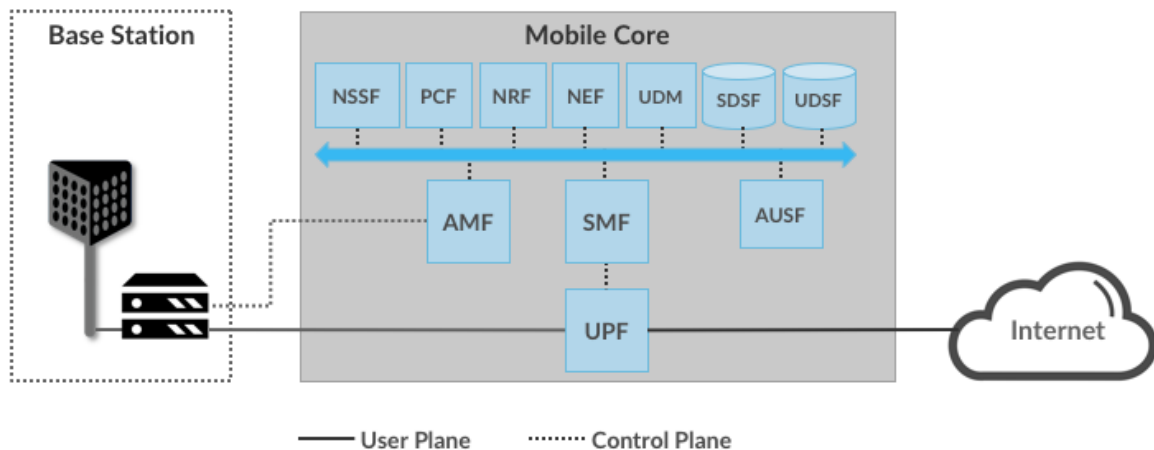 Base Station
Mobile Core
NSSF
PCF
NRF
NEF
UDM
SDSF
UDSF
AMF
SMF
AUSF
UPF
Internet
User Plane
Control Plane